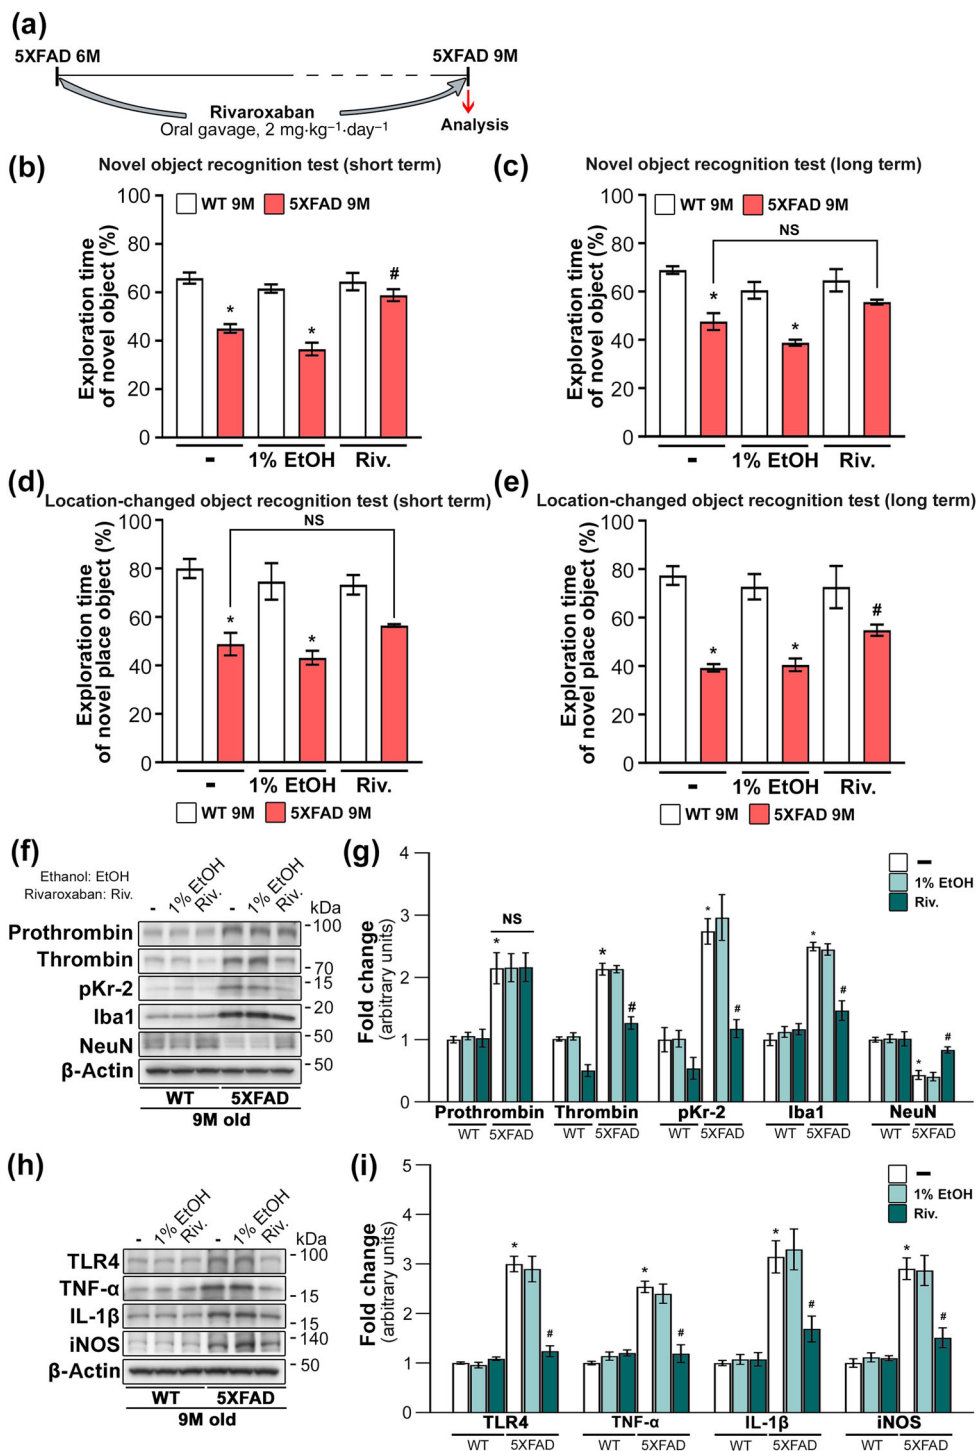 (a)
5XFAD 6M 5XFAD 9M
Rivaroxaban
Oral gavage, 2 mg·kg⁻¹·day⁻¹
Analysis
(b) Novel object recognition test (short term)
WT 9M 5XFAD 9M
Exploration time
of novel object (%)
100
80
60
40
20
0
* * #
- 1% EtOH Riv.
(c) Novel object recognition test (long term)
WT 9M 5XFAD 9M
NS
Exploration time
of novel object (%)
100
80
60
40
20
0
* *
- 1% EtOH Riv.
(d) Location-changed object recognition test (short term)
NS
Exploration time
of novel place object (%)
100
80
60
40
20
0
* *
- 1% EtOH Riv.
WT 9M 5XFAD 9M
(e) Location-changed object recognition test (long term)
Exploration time
of novel place object (%)
100
80
60
40
20
0
* * #
- 1% EtOH Riv.
WT 9M 5XFAD 9M
(f)
Ethanol: EtOH
Rivaroxaban: Riv.
- 1% EtOH Riv. - 1% EtOH Riv. kDa
Prothrombin -100
Thrombin -70
pKr-2 -15
Iba1 -20
NeuN -50
β-Actin -50
WT 5XFAD
9M old
(g)
Fold change
(arbitrary units)
4
3
2
1
0
–
1% EtOH
Riv.
NS
* * # * # * # * #
Prothrombin Thrombin pKr-2 Iba1 NeuN
WT 5XFAD WT 5XFAD WT 5XFAD WT 5XFAD WT 5XFAD
(h)
- 1% EtOH Riv. - 1% EtOH Riv. kDa
TLR4 -100
TNF-α -15
IL-1β -15
iNOS -140
β-Actin -50
WT 5XFAD
9M old
(i)
Fold change
(arbitrary units)
5
4
3
2
1
0
–
1% EtOH
Riv.
* # * # * # * #
TLR4 TNF-α IL-1β iNOS
WT 5XFAD WT 5XFAD WT 5XFAD WT 5XFAD